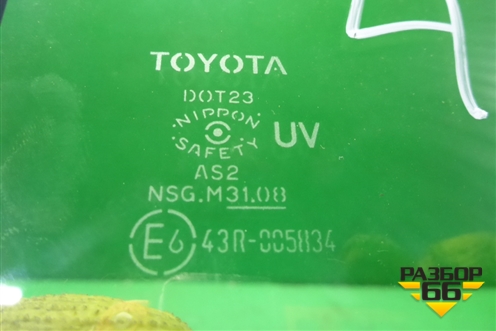 TOYOTA
DOT23
NIPPON
SAFETY
UV
AS2
NSG.M31.08
E6 43R-005834
A
РАЗБОР
66